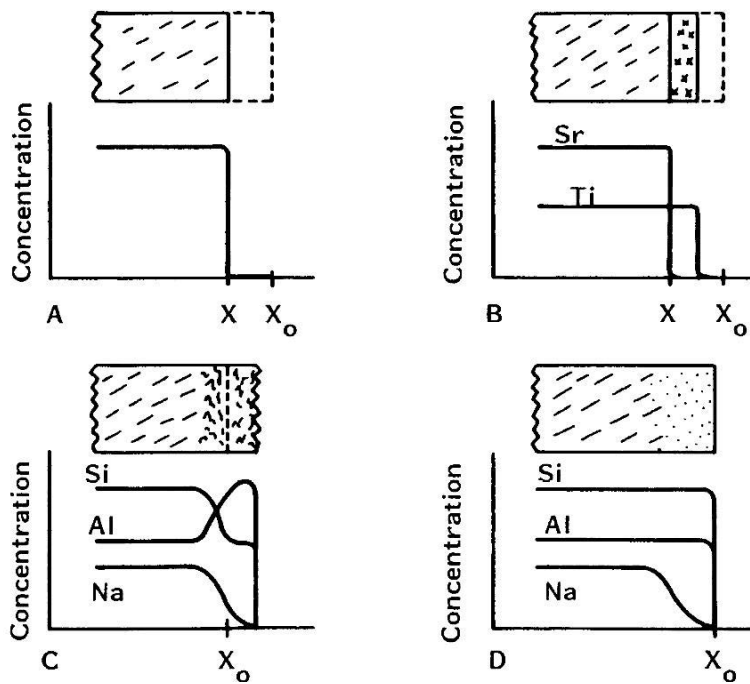 Concentration
A X Xo
Concentration
Sr
Ti
B X Xo
Concentration
Si
Al
Na
C Xo
Concentration
Si
Al
Na
D Xo